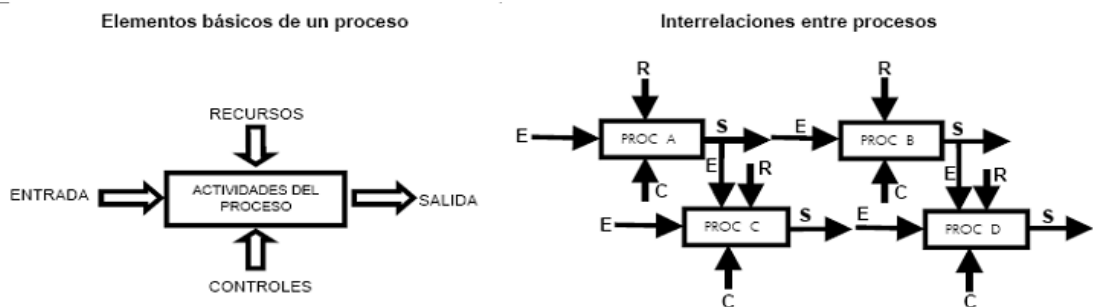 Elementos básicos de un proceso
RECURSOS
ENTRADA
ACTIVIDADES DEL
PROCESO
SALIDA
CONTROLES
Interrelaciones entre procesos
R
R
E
PROC A
S
E
PROC B
S
E
R
E
R
C
C
E
PROC C
S
E
PROC D
S
C
C